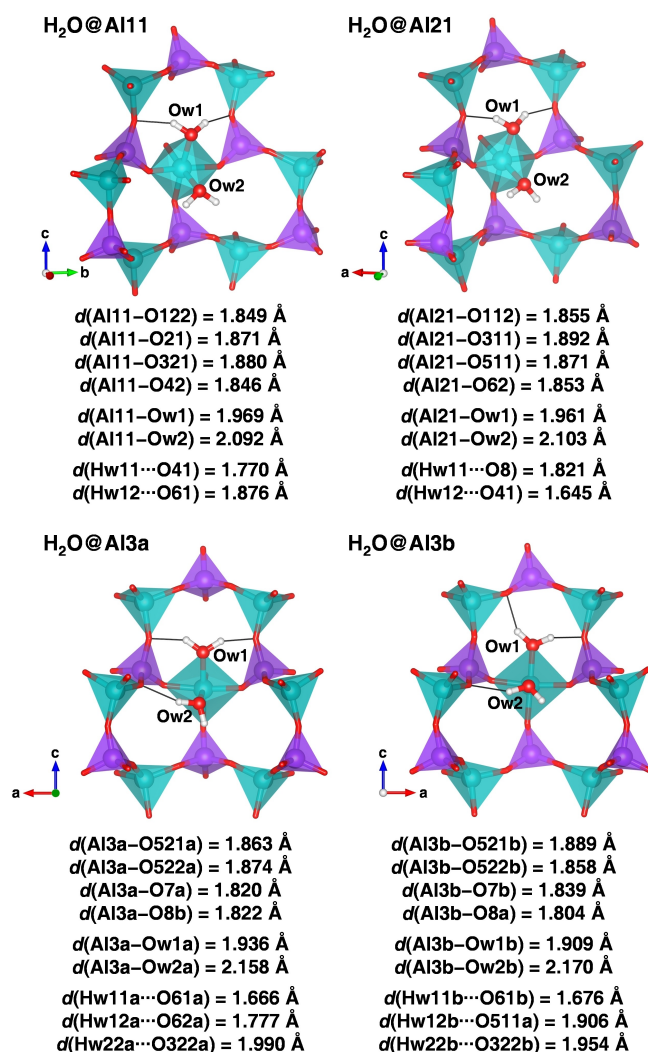 H₂O@Al11
Ow1
Ow2
c
b
d(Al11–O122) = 1.849 Å
d(Al11–O21) = 1.871 Å
d(Al11–O321) = 1.880 Å
d(Al11–O42) = 1.846 Å
d(Al11–Ow1) = 1.969 Å
d(Al11–Ow2) = 2.092 Å
d(Hw11···O41) = 1.770 Å
d(Hw12···O61) = 1.876 Å
H₂O@Al21
Ow1
Ow2
c
a
d(Al21–O112) = 1.855 Å
d(Al21–O311) = 1.892 Å
d(Al21–O511) = 1.871 Å
d(Al21–O62) = 1.853 Å
d(Al21–Ow1) = 1.961 Å
d(Al21–Ow2) = 2.103 Å
d(Hw11···O8) = 1.821 Å
d(Hw12···O41) = 1.645 Å
H₂O@Al3a
Ow1
Ow2
c
a
d(Al3a–O521a) = 1.863 Å
d(Al3a–O522a) = 1.874 Å
d(Al3a–O7a) = 1.820 Å
d(Al3a–O8b) = 1.822 Å
d(Al3a–Ow1a) = 1.936 Å
d(Al3a–Ow2a) = 2.158 Å
d(Hw11a···O61a) = 1.666 Å
d(Hw12a···O62a) = 1.777 Å
d(Hw22a···O322a) = 1.990 Å
H₂O@Al3b
Ow1
Ow2
c
a
d(Al3b–O521b) = 1.889 Å
d(Al3b–O522b) = 1.858 Å
d(Al3b–O7b) = 1.839 Å
d(Al3b–O8a) = 1.804 Å
d(Al3b–Ow1b) = 1.909 Å
d(Al3b–Ow2b) = 2.170 Å
d(Hw11b···O61b) = 1.676 Å
d(Hw12b···O511a) = 1.906 Å
d(Hw22b···O322b) = 1.954 Å